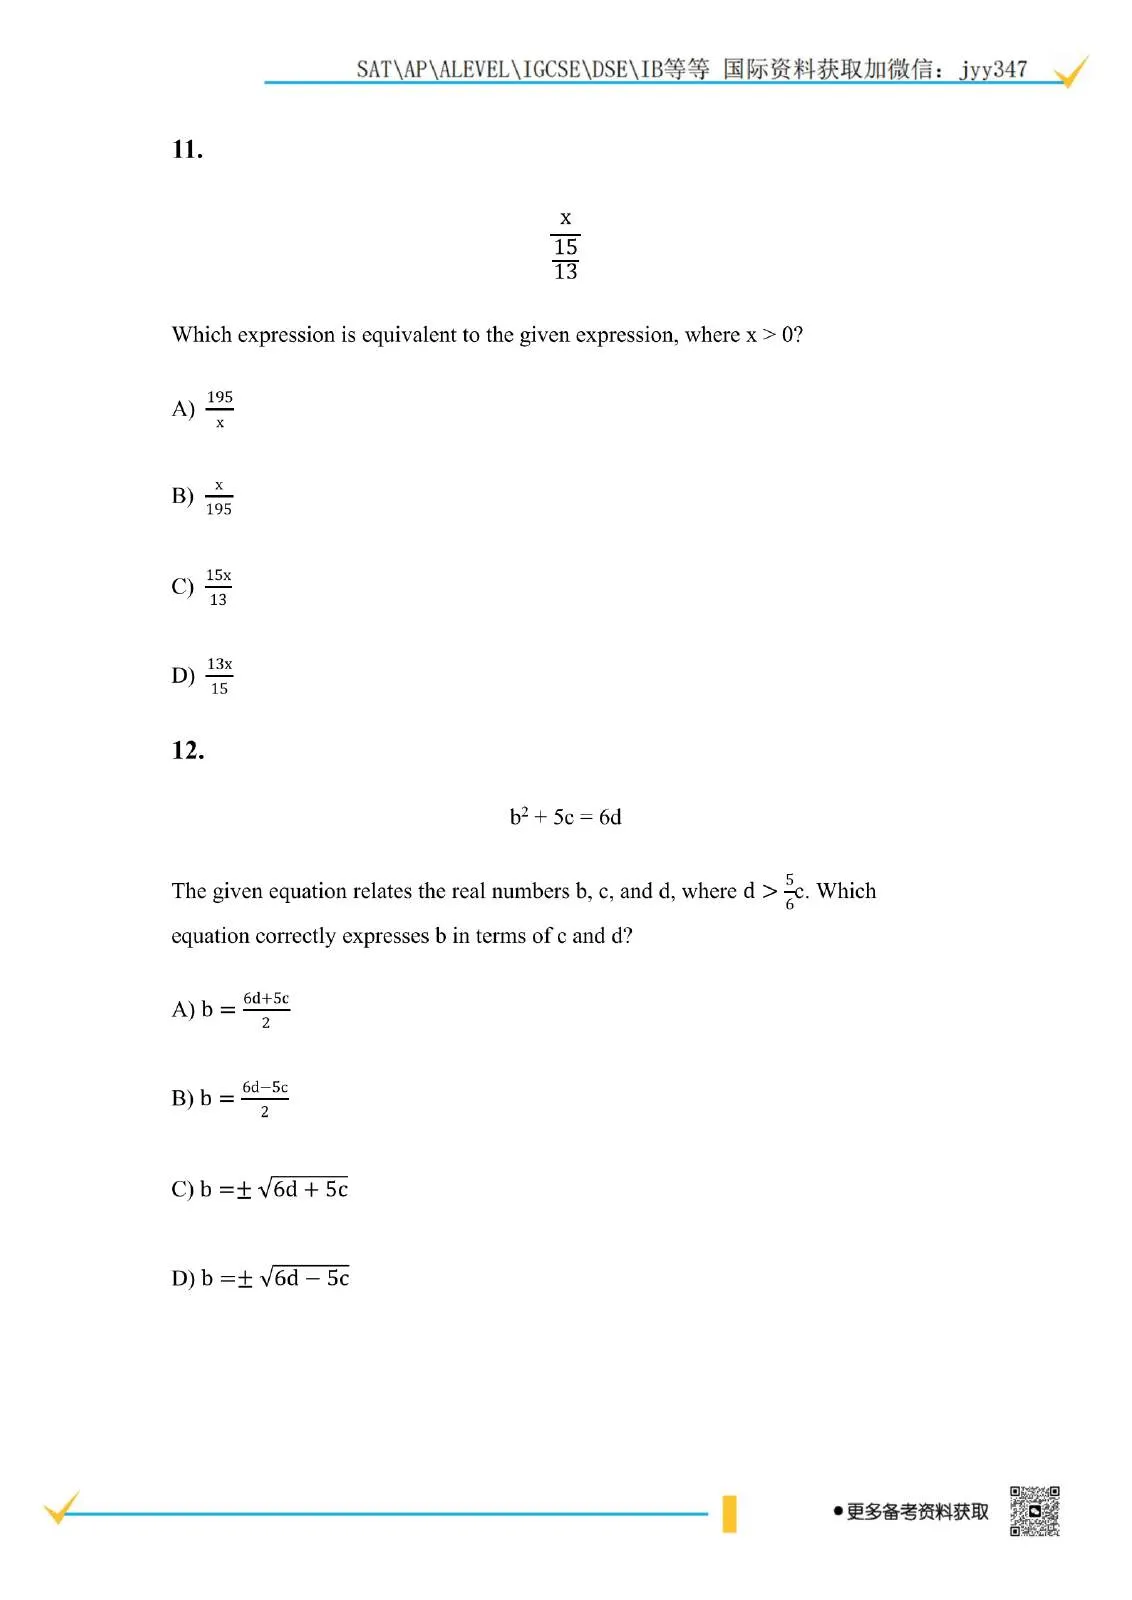 SAT\AP\ALEVEL\IGCSE\DSE\IB等等 国际资料获取加微信：jyy347
11.
x
15
13
Which expression is equivalent to the given expression, where x > 0?
A) 195/x
B) x/195
C) 15x/13
D) 13x/15
12.
b² + 5c = 6d
The given equation relates the real numbers b, c, and d, where d > 5/6 c. Which
equation correctly expresses b in terms of c and d?
A) b = 6d+5c/2
B) b = 6d−5c/2
C) b =± √6d + 5c
D) b =± √6d − 5c
●更多备考资料获取